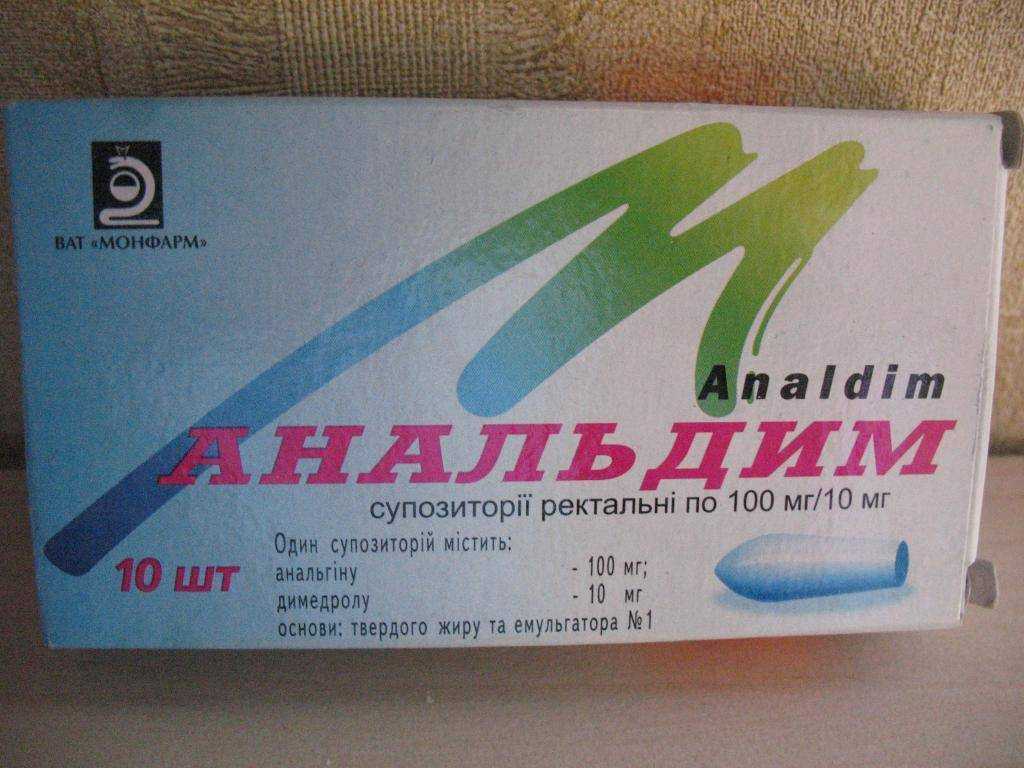 ВАТ «МОНФАРМ»
Analdim
АНАЛЬДИМ
супозиторії ректальні по 100 мг/10 мг
10 шт
Один супозиторій містить:
анальгіну - 100 мг;
димедролу - 10 мг
основи: твердого жиру та емульгатора №1